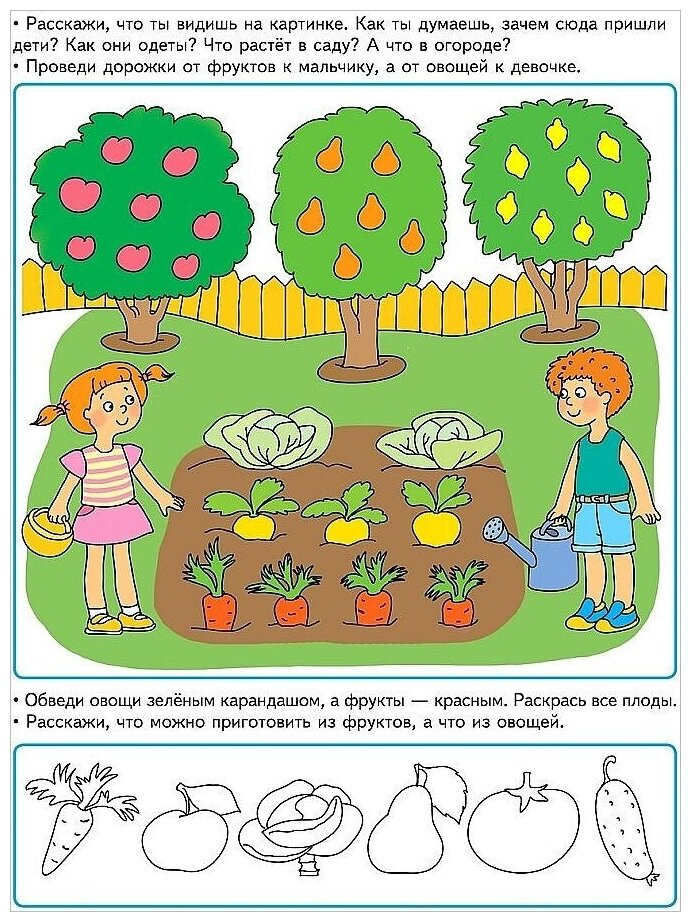 • Расскажи, что ты видишь на картинке. Как ты думаешь, зачем сюда пришли
дети? Как они одеты? Что растёт в саду? А что в огороде?
• Проведи дорожки от фруктов к мальчику, а от овощей к девочке.
• Обведи овощи зелёным карандашом, а фрукты — красным. Раскрась все плоды.
• Расскажи, что можно приготовить из фруктов, а что из овощей.